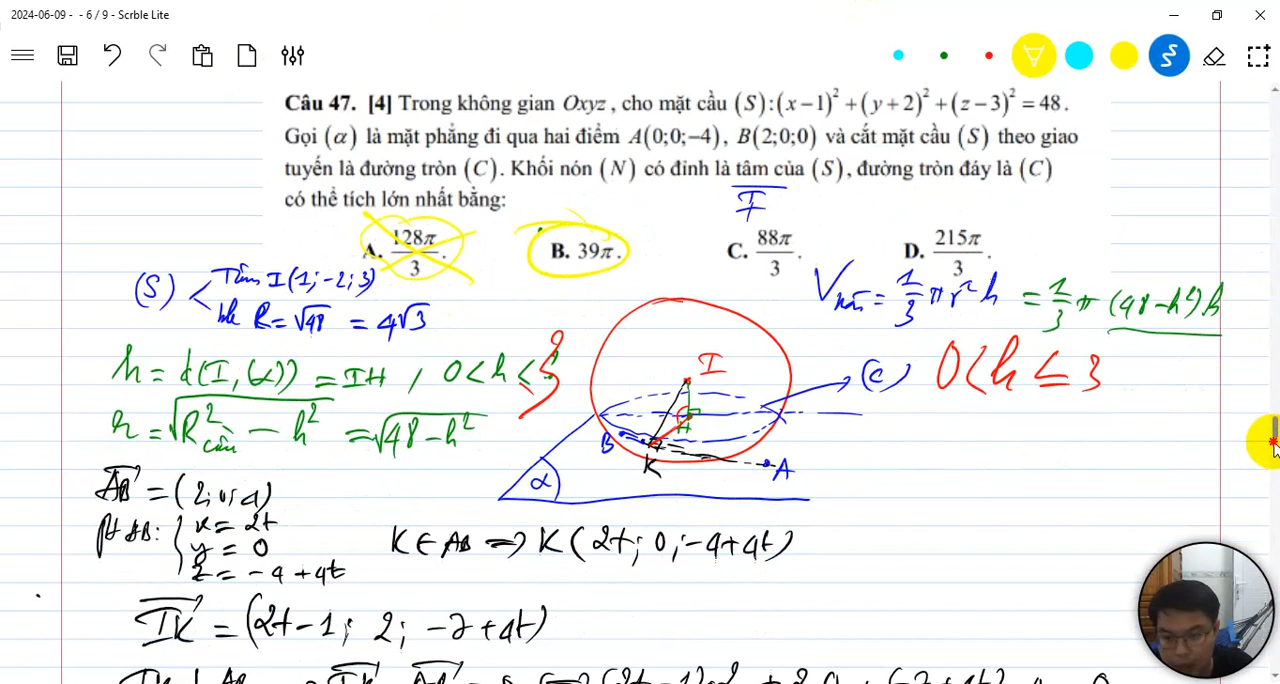 2024-06-09 - - 6 / 9 - Scrble Lite
Câu 47. [4] Trong không gian Oxyz, cho mặt cầu (S):(x−1)²+(y+2)²+(z−3)²=48.
Gọi (α) là mặt phẳng đi qua hai điểm A(0;0;−4), B(2;0;0) và cắt mặt cầu (S) theo giao
tuyến là đường tròn (C). Khối nón (N) có đỉnh là tâm của (S), đường tròn đáy là (C)
có thể tích lớn nhất bằng:
I
A. 128π/3. B. 39π. C. 88π/3. D. 215π/3.
(S) Tâm I(1;-2;3)
bk R=√48 = 4√3
V nón = 1/3 π r² h = 1/3 π (48-h²)h
h = d(I,(α)) = IH, 0<h≤3
r = √(R² cầu - h²) = √(48-h²)
I (C) 0<h≤3
H
B K A
α
AB = (2;0;4)
pt AB: x = 2t
y = 0
z = -4+4t
K∈AB ⇒ K(2t; 0; -4+4t)
IK = (2t-1; 2; -7+4t)